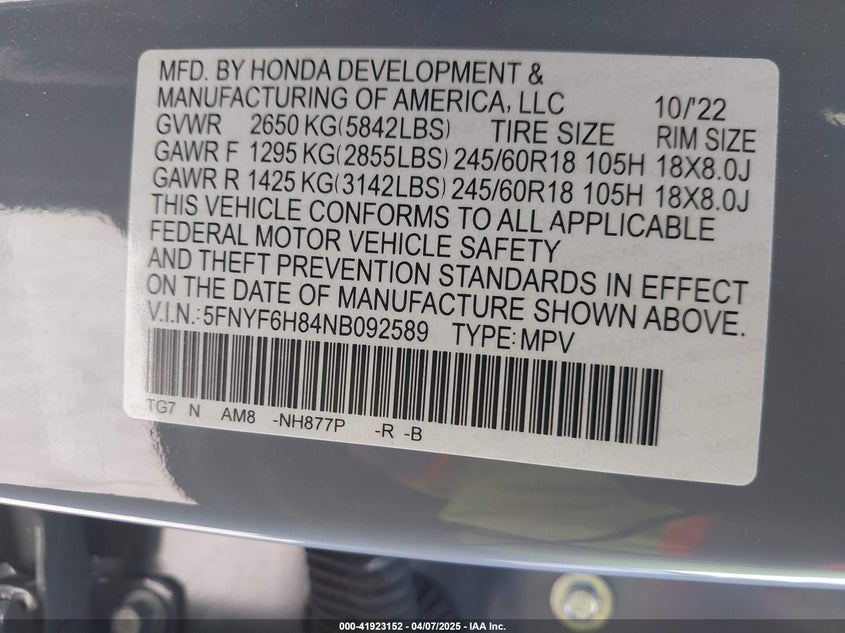 MFD. BY HONDA DEVELOPMENT &
MANUFACTURING OF AMERICA, LLC 10/'22
GVWR 2650 KG(5842LBS) TIRE SIZE RIM SIZE
GAWR F 1295 KG(2855LBS) 245/60R18 105H 18X8.0J
GAWR R 1425 KG(3142LBS) 245/60R18 105H 18X8.0J
THIS VEHICLE CONFORMS TO ALL APPLICABLE
FEDERAL MOTOR VEHICLE SAFETY
AND THEFT PREVENTION STANDARDS IN EFFECT
ON THE DATE OF MANUFACTURE SHOWN ABOVE.
V.I.N.:5FNYF6H84NB092589 TYPE:MPV
TG7 N AM8 -NH877P -R -B
000-41923152 - 04/07/2025 - IAA Inc.